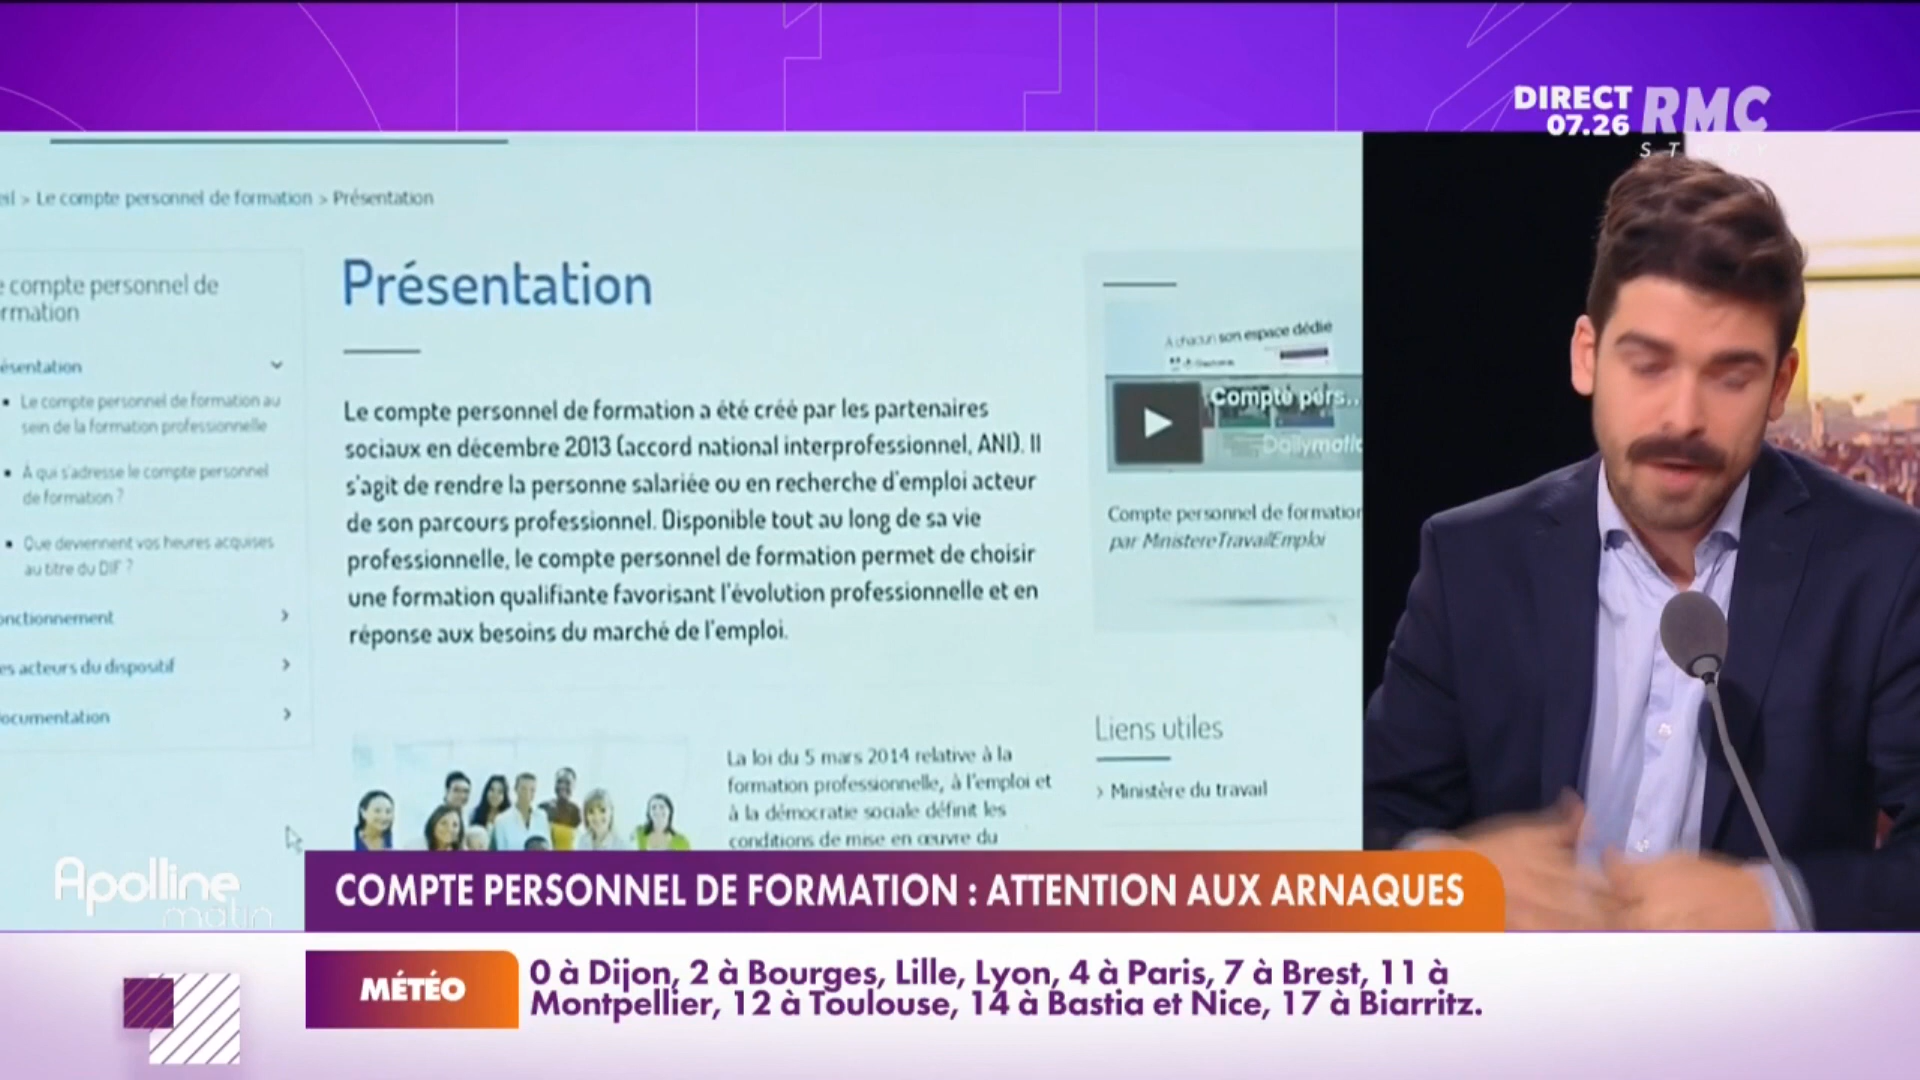 DIRECT
07.26
RMC
STORY
> Le compte personnel de formation > Présentation
compte personnel de
Présentation
À chacun son espace dédié
Compte pers..
Dailymotio
Le compte personnel de formation au
sein de la formation professionnelle
À qui s'adresse le compte personnel
de formation ?
Que deviennent vos heures acquises
au titre du DIF ?
Le compte personnel de formation a été créé par les partenaires
sociaux en décembre 2013 (accord national interprofessionnel, ANI). Il
s'agit de rendre la personne salariée ou en recherche d'emploi acteur
de son parcours professionnel. Disponible tout au long de sa vie
professionnelle, le compte personnel de formation permet de choisir
une formation qualifiante favorisant l'évolution professionnelle et en
réponse aux besoins du marché de l'emploi.
Compte personnel de formation
par MinistereTravailEmploi
es acteurs du dispositif
ocumentation
La loi du 5 mars 2014 relative à la
formation professionnelle, à l'emploi et
à la démocratie sociale définit les
conditions de mise en œuvre du
Liens utiles
> Ministère du travail
Apolline
matin
COMPTE PERSONNEL DE FORMATION : ATTENTION AUX ARNAQUES
MÉTÉO
0 à Dijon, 2 à Bourges, Lille, Lyon, 4 à Paris, 7 à Brest, 11 à
Montpellier, 12 à Toulouse, 14 à Bastia et Nice, 17 à Biarritz.